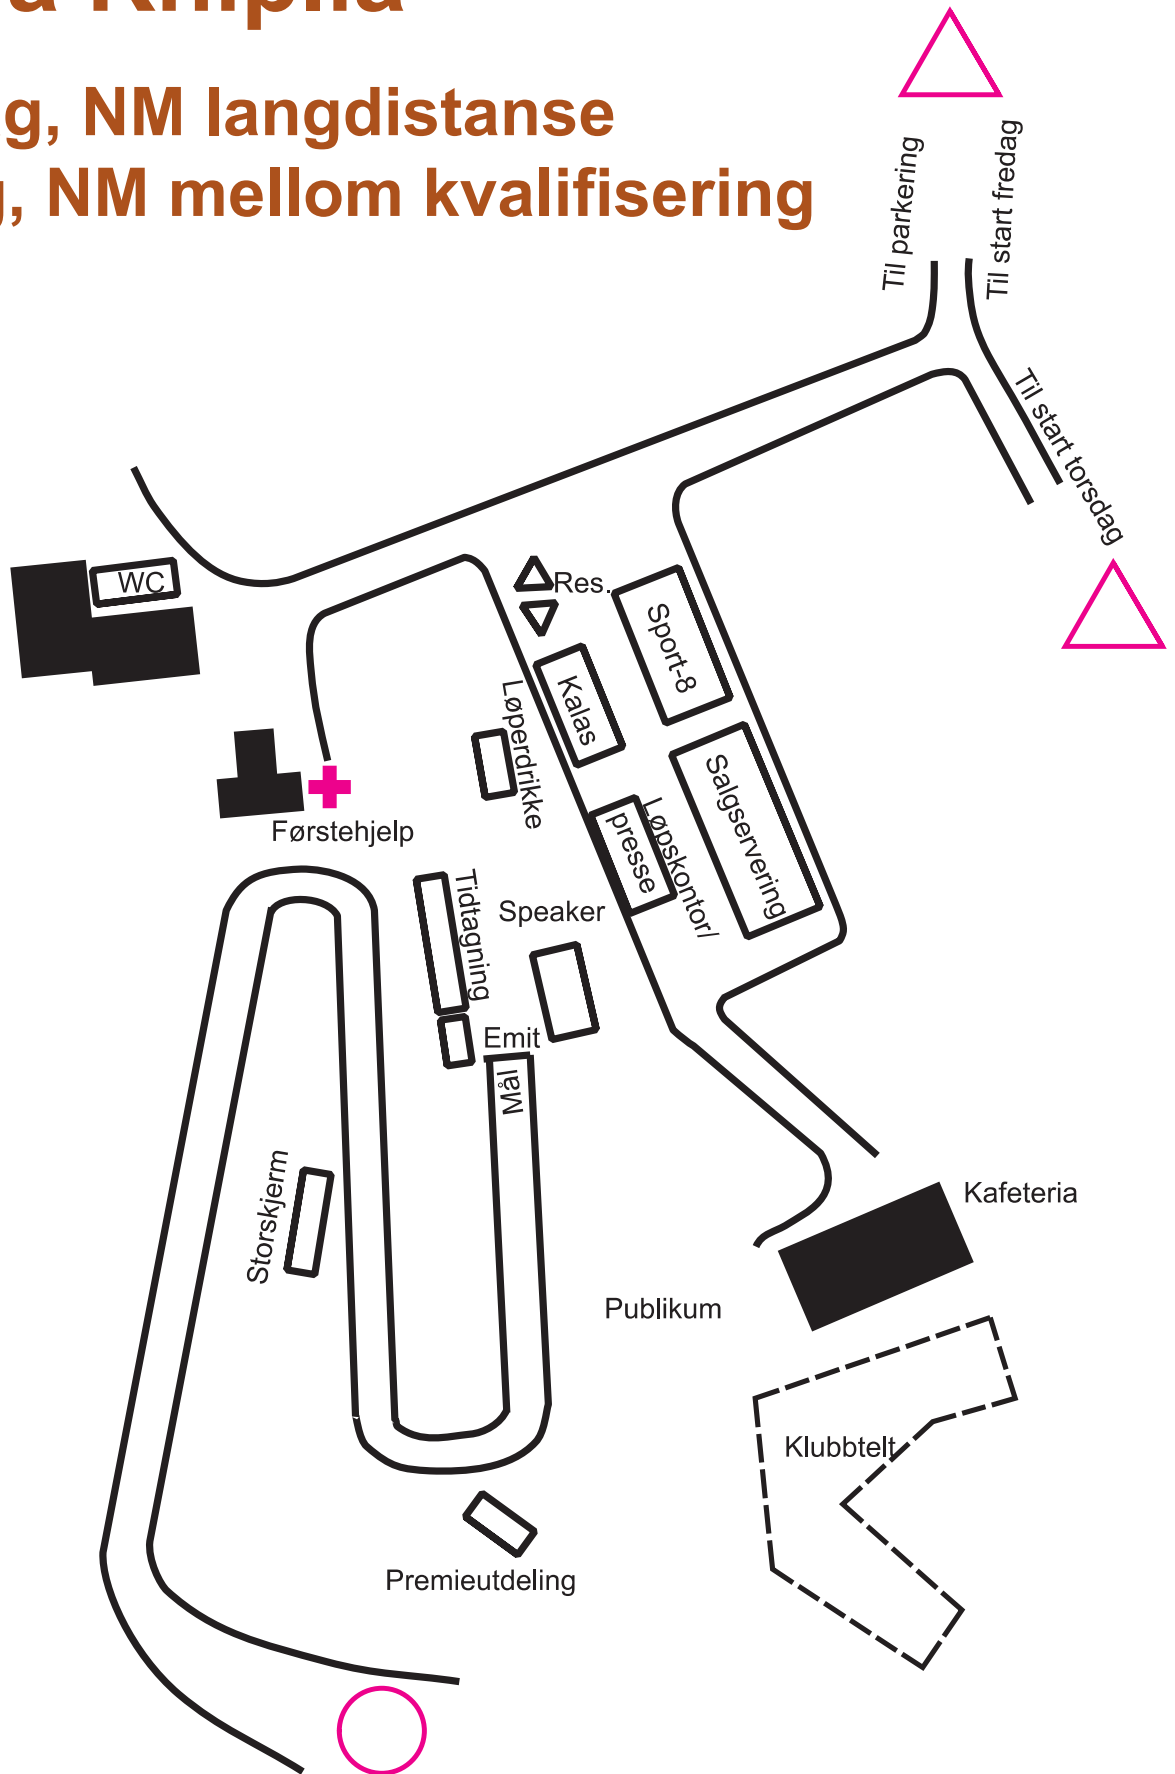 Knipha
g, NM langdistanse
g, NM mellom kvalifisering
Til parkering
Til start fredag
Til start torsdag
WC
Res.
Sport-8
Kalas
Løperdrikke
Salgservering
Løpskontor/
presse
Førstehjelp
Tidtagning
Speaker
Emit
Mål
Storskjerm
Kafeteria
Publikum
Klubbtelt
Premieutdeling